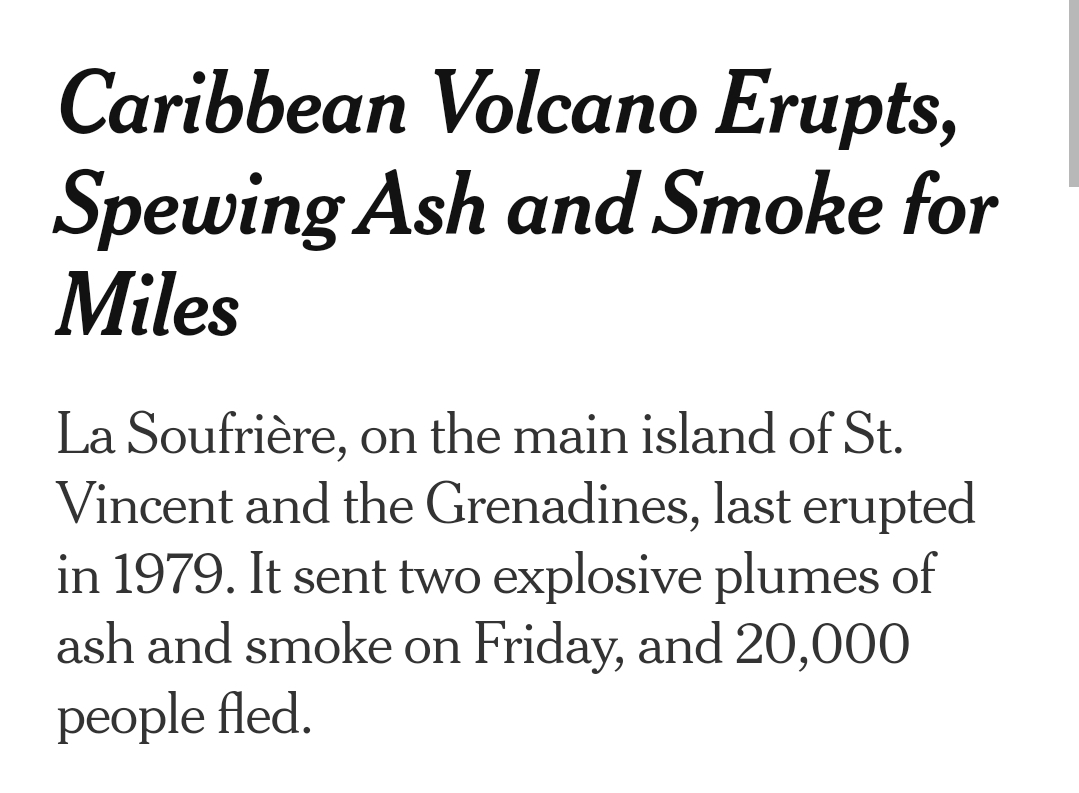 Caribbean Volcano Erupts,
Spewing Ash and Smoke for
Miles
La Soufrière, on the main island of St.
Vincent and the Grenadines, last erupted
in 1979. It sent two explosive plumes of
ash and smoke on Friday, and 20,000
people fled.